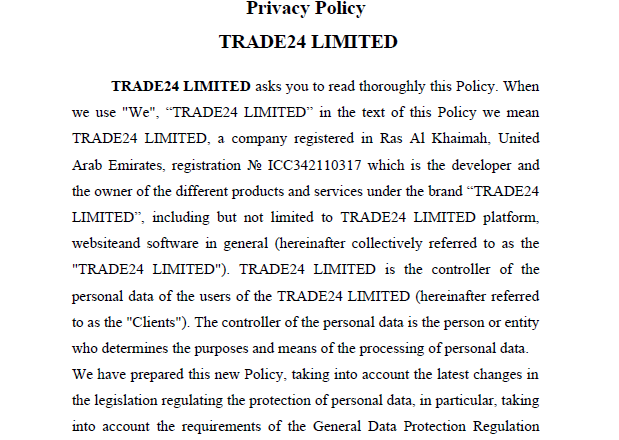 Privacy Policy
TRADE24 LIMITED
TRADE24 LIMITED asks you to read thoroughly this Policy. When
we use "We", “TRADE24 LIMITED” in the text of this Policy we mean
TRADE24 LIMITED, a company registered in Ras Al Khaimah, United
Arab Emirates, registration № ICC342110317 which is the developer and
the owner of the different products and services under the brand “TRADE24
LIMITED”, including but not limited to TRADE24 LIMITED platform,
websiteand software in general (hereinafter collectively referred to as the
"TRADE24 LIMITED"). TRADE24 LIMITED is the controller of the
personal data of the users of the TRADE24 LIMITED (hereinafter referred
to as the "Clients"). The controller of the personal data is the person or entity
who determines the purposes and means of the processing of personal data.
We have prepared this new Policy, taking into account the latest changes in
the legislation regulating the protection of personal data, in particular, taking
into account the requirements of the General Data Protection Regulation